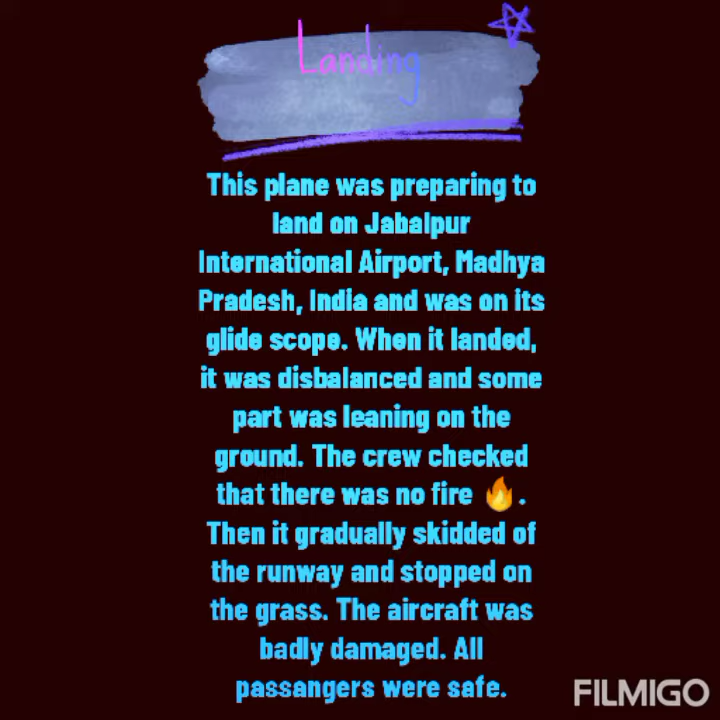 Landing
This plane was preparing to
land on Jabalpur
International Airport, Madhya
Pradesh, India and was on its
glide scope. When it landed,
it was disbalanced and some
part was leaning on the
ground. The crew checked
that there was no fire 🔥.
Then it gradually skidded of
the runway and stopped on
the grass. The aircraft was
badly damaged. All
passangers were safe.
FILMIGO